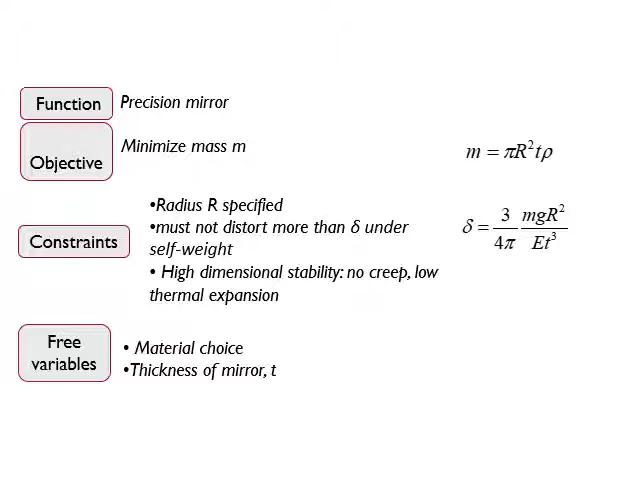 Function
Precision mirror
Objective
Minimize mass m
m = πR²tρ
Constraints
•Radius R specified
•must not distort more than δ under
self-weight
• High dimensional stability: no creep, low
thermal expansion
δ = 3/4π mgR²/Et³
Free
variables
• Material choice
•Thickness of mirror, t